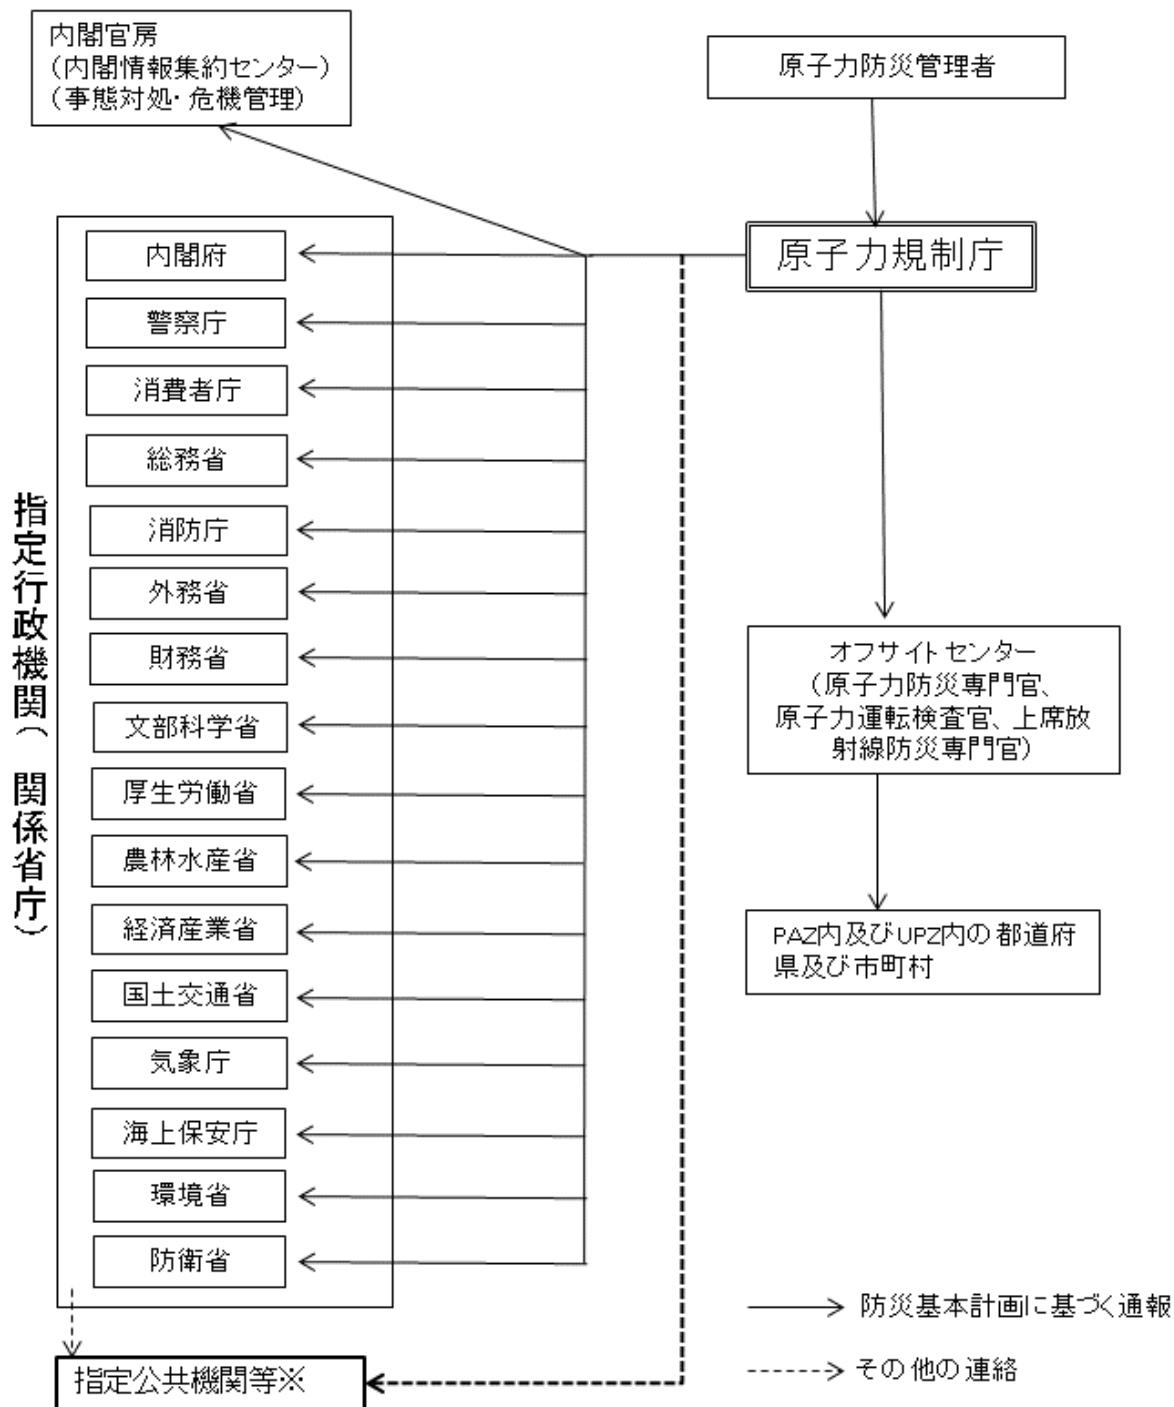 内閣官房
(内閣情報集約センター)
(事態対処・危機管理)
原子力防災管理者
原子力規制庁
指定行政機関(関係省庁)
内閣府
警察庁
消費者庁
総務省
消防庁
外務省
財務省
文部科学省
厚生労働省
農林水産省
経済産業省
国土交通省
気象庁
海上保安庁
環境省
防衛省
オフサイトセンター
(原子力防災専門官、
原子力運転検査官、上席放
射線防災専門官)
PAZ内及びUPZ内の都道府
県及び市町村
指定公共機関等※
防災基本計画に基づく通報
その他の連絡